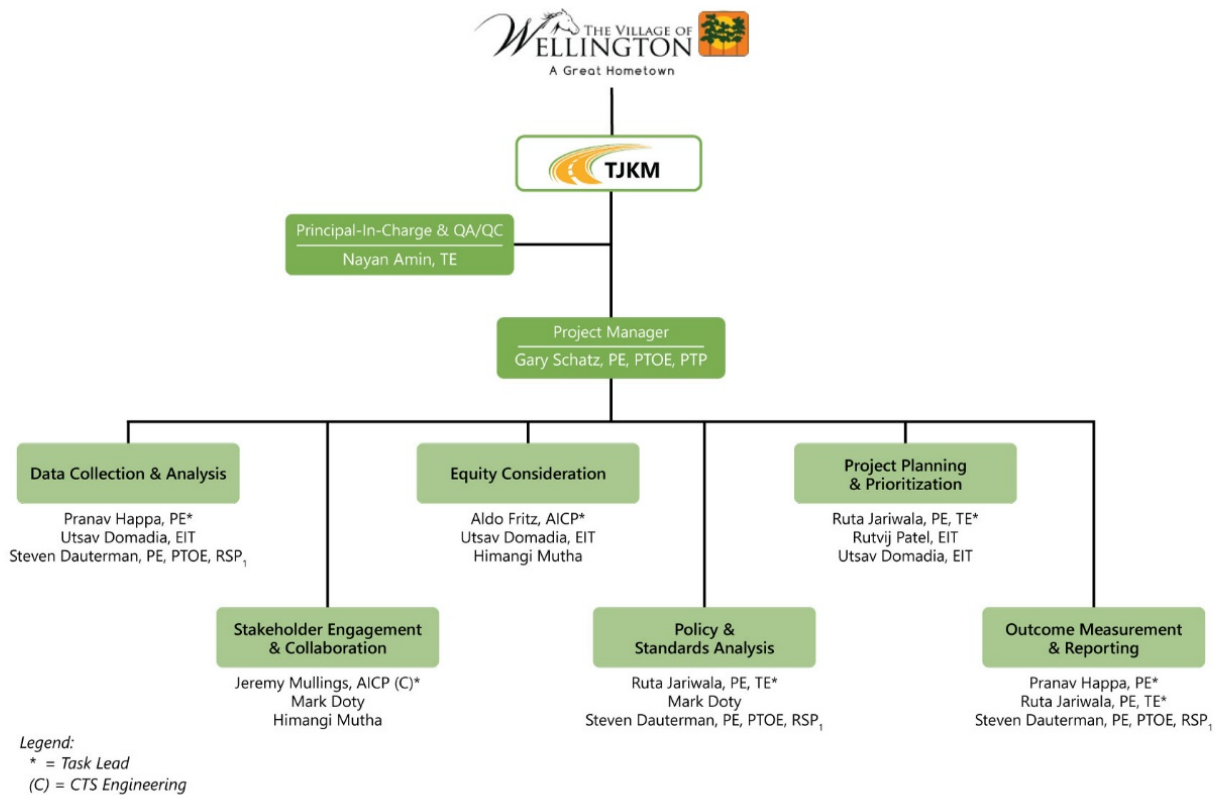 THE VILLAGE OF
WELLINGTON
A Great Hometown
TJKM
Principal-In-Charge & QA/QC
Nayan Amin, TE
Project Manager
Gary Schatz, PE, PTOE, PTP
Data Collection & Analysis
Pranav Happa, PE*
Utsav Domadia, EIT
Steven Dauterman, PE, PTOE, RSP1
Equity Consideration
Aldo Fritz, AICP*
Utsav Domadia, EIT
Himangi Mutha
Project Planning
& Prioritization
Ruta Jariwala, PE, TE*
Rutvij Patel, EIT
Utsav Domadia, EIT
Stakeholder Engagement
& Collaboration
Jeremy Mullings, AICP (C)*
Mark Doty
Himangi Mutha
Policy &
Standards Analysis
Ruta Jariwala, PE, TE*
Mark Doty
Steven Dauterman, PE, PTOE, RSP1
Outcome Measurement
& Reporting
Pranav Happa, PE*
Ruta Jariwala, PE, TE*
Steven Dauterman, PE, PTOE, RSP1
Legend:
* = Task Lead
(C) = CTS Engineering